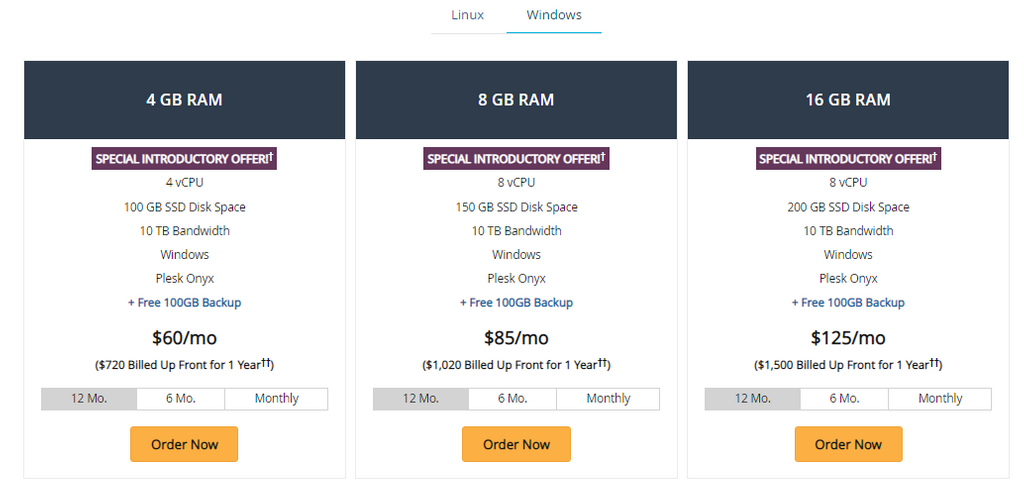 Linux Windows
4 GB RAM
SPECIAL INTRODUCTORY OFFER!†
4 vCPU
100 GB SSD Disk Space
10 TB Bandwidth
Windows
Plesk Onyx
+ Free 100GB Backup
$60/mo
($720 Billed Up Front for 1 Year††)
12 Mo. 6 Mo. Monthly
Order Now
8 GB RAM
SPECIAL INTRODUCTORY OFFER!†
8 vCPU
150 GB SSD Disk Space
10 TB Bandwidth
Windows
Plesk Onyx
+ Free 100GB Backup
$85/mo
($1,020 Billed Up Front for 1 Year††)
12 Mo. 6 Mo. Monthly
Order Now
16 GB RAM
SPECIAL INTRODUCTORY OFFER!†
8 vCPU
200 GB SSD Disk Space
10 TB Bandwidth
Windows
Plesk Onyx
+ Free 100GB Backup
$125/mo
($1,500 Billed Up Front for 1 Year††)
12 Mo. 6 Mo. Monthly
Order Now